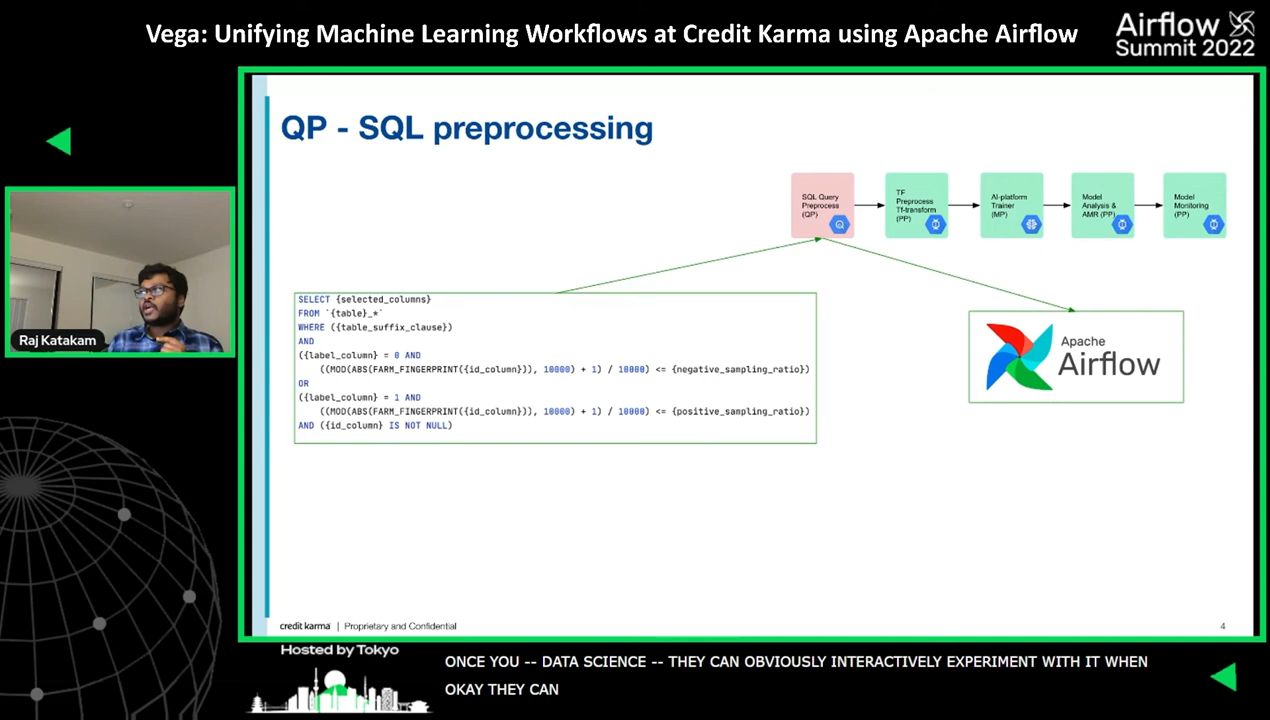 Vega: Unifying Machine Learning Workflows at Credit Karma using Apache Airflow
Airflow
Summit 2022
QP - SQL preprocessing
SQL Query
Preprocess
(QP)
TF
Preprocess
Tf-transform
(PP)
AI-platform
Trainer
(MP)
Model
Analysis &
AMR (PP)
Model
Monitoring
(PP)
SELECT {selected_columns}
FROM `{table}_*`
WHERE ({table_suffix_clause})
AND
({label_column} = 0 AND
((MOD(ABS(FARM_FINGERPRINT({id_column})), 10000) + 1) / 10000) <= {negative_sampling_ratio})
OR
({label_column} = 1 AND
((MOD(ABS(FARM_FINGERPRINT({id_column})), 10000) + 1) / 10000) <= {positive_sampling_ratio})
AND ({id_column} IS NOT NULL)
Apache
Airflow
Raj Katakam
credit karma | Proprietary and Confidential
4
Hosted by Tokyo
ONCE YOU -- DATA SCIENCE -- THEY CAN OBVIOUSLY INTERACTIVELY EXPERIMENT WITH IT WHEN
OKAY THEY CAN